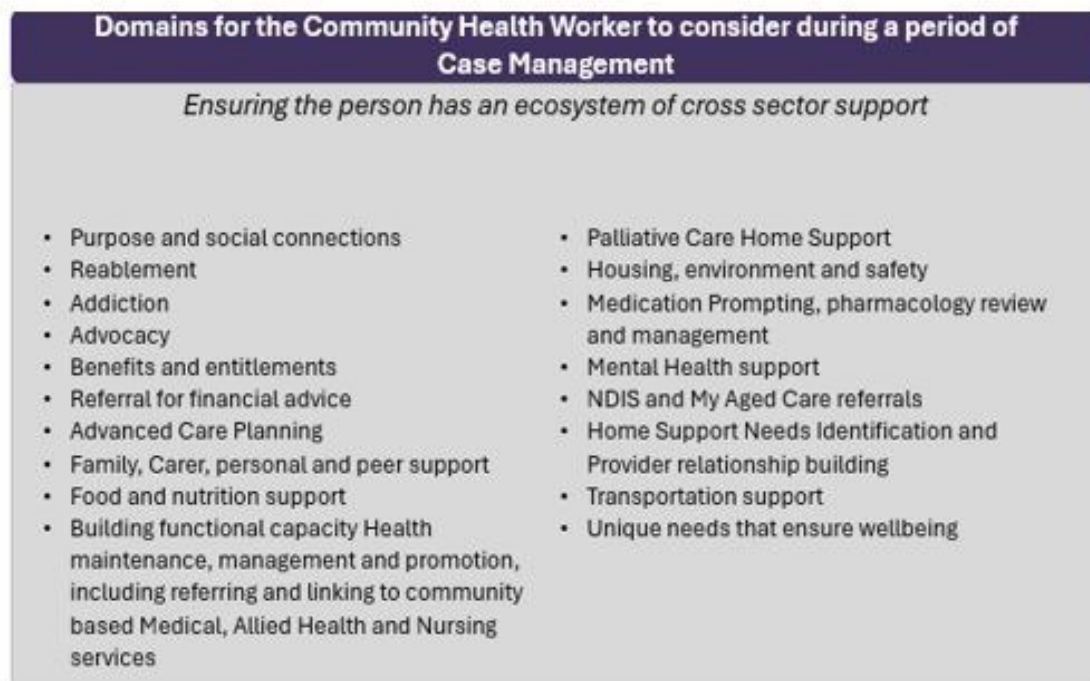 Domains for the Community Health Worker to consider during a period of
Case Management
Ensuring the person has an ecosystem of cross sector support
• Purpose and social connections
• Reablement
• Addiction
• Advocacy
• Benefits and entitlements
• Referral for financial advice
• Advanced Care Planning
• Family, Carer, personal and peer support
• Food and nutrition support
• Building functional capacity Health
maintenance, management and promotion,
including referring and linking to community
based Medical, Allied Health and Nursing
services
• Palliative Care Home Support
• Housing, environment and safety
• Medication Prompting, pharmacology review
and management
• Mental Health support
• NDIS and My Aged Care referrals
• Home Support Needs Identification and
Provider relationship building
• Transportation support
• Unique needs that ensure wellbeing